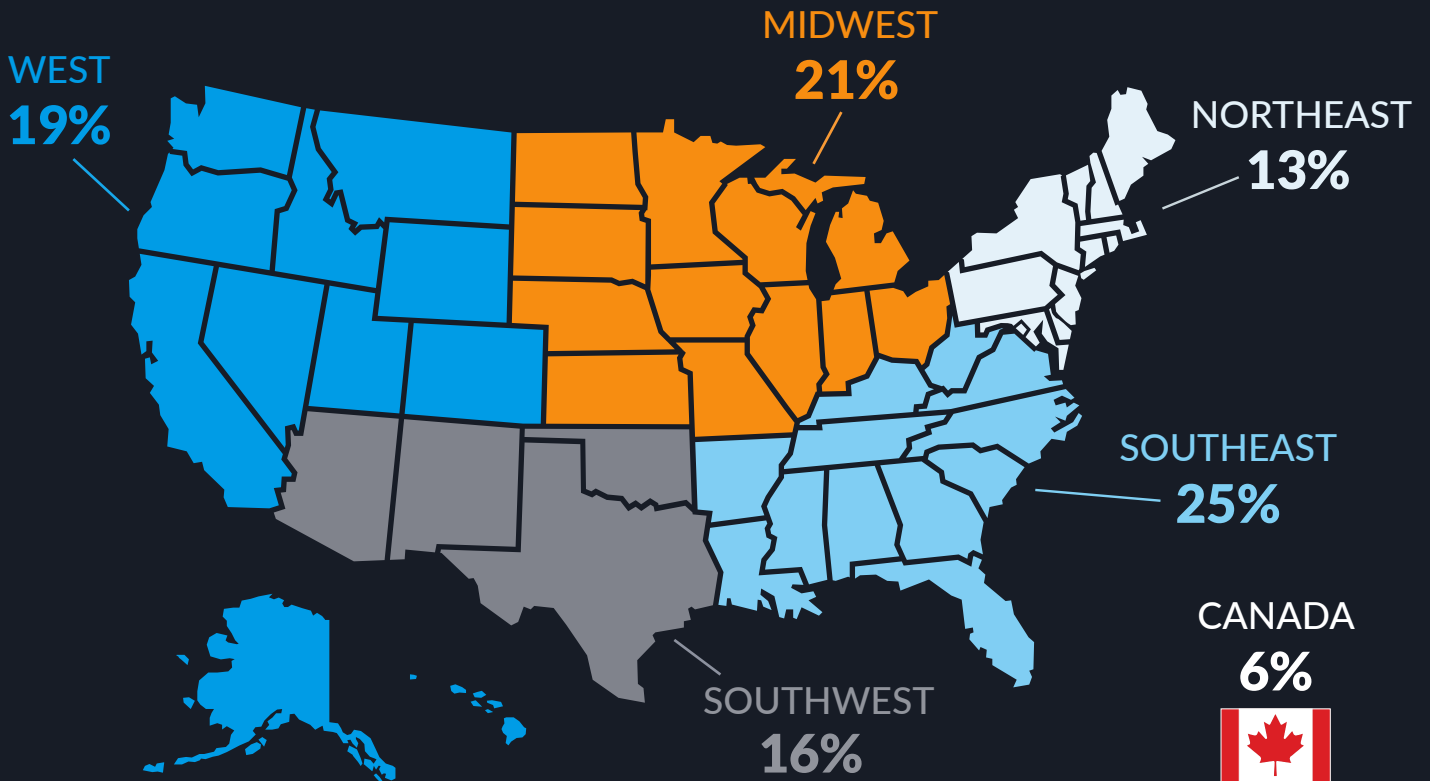 MIDWEST
21%
WEST
19%
NORTHEAST
13%
SOUTHEAST
25%
CANADA
6%
SOUTHWEST
16%